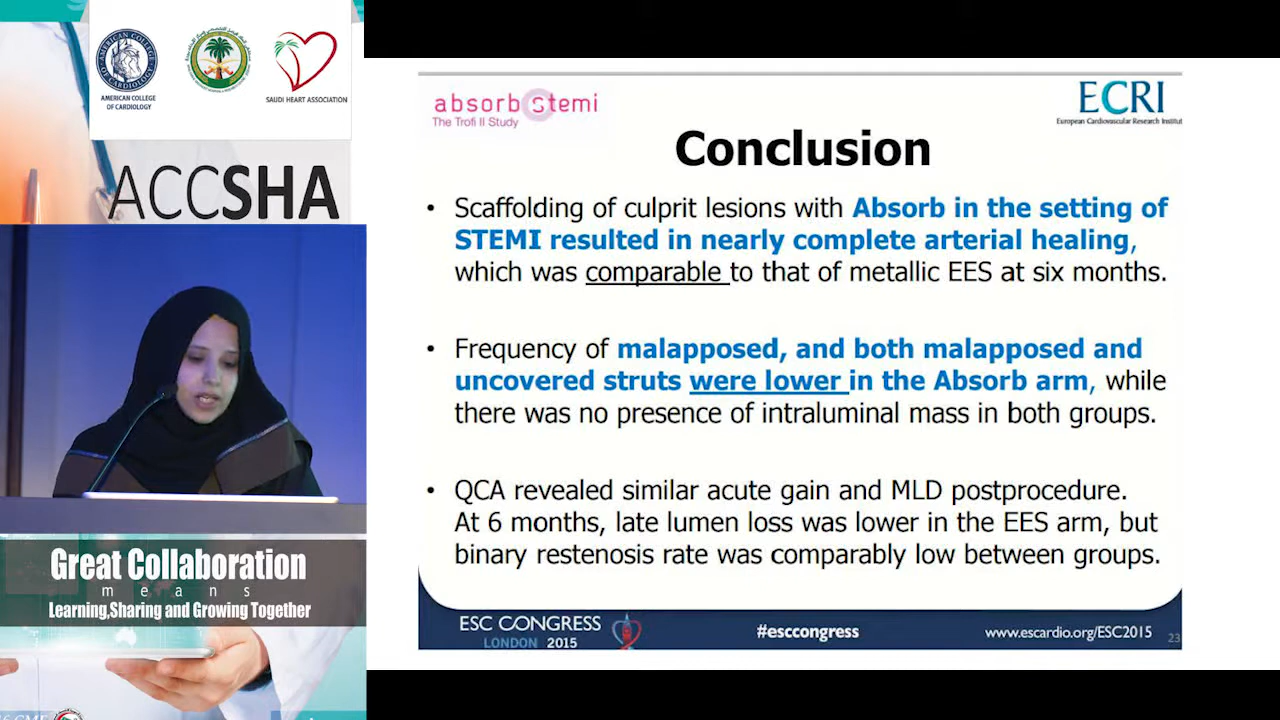 AMERICAN COLLEGE
OF CARDIOLOGY
SAUDI HEART ASSOCIATION
ACCSHA
Great Collaboration
means
Learning,Sharing and Growing Together
absorb stemi
The Trofi II Study
ECRI
European Cardiovascular Research Institut
Conclusion
• Scaffolding of culprit lesions with Absorb in the setting of
STEMI resulted in nearly complete arterial healing,
which was comparable to that of metallic EES at six months.
• Frequency of malapposed, and both malapposed and
uncovered struts were lower in the Absorb arm, while
there was no presence of intraluminal mass in both groups.
• QCA revealed similar acute gain and MLD postprocedure.
At 6 months, late lumen loss was lower in the EES arm, but
binary restenosis rate was comparably low between groups.
ESC CONGRESS
LONDON 2015
#esccongress
www.escardio.org/ESC2015
23